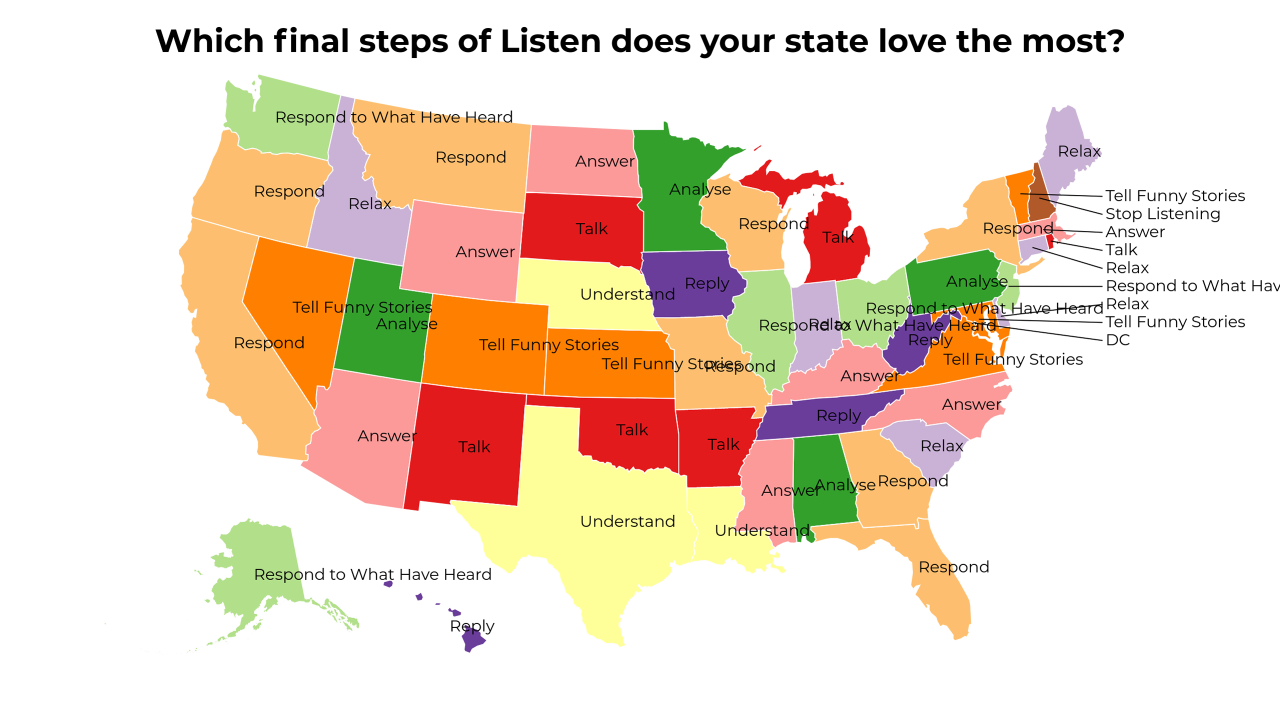 Which final steps of Listen does your state love the most?
Respond to What Have Heard
Respond
Answer
Analyse
Relax
Respond
Relax
Talk
Respond
Talk
Answer
Understand
Reply
Respond
Tell Funny Stories
Stop Listening
Answer
Talk
Relax
Respond to What Hav
Relax
Tell Funny Stories
DC
Analyse
Tell Funny Stories
Analyse
Respond to What Have Heard
Relax
Respond to What Have Heard
Respond
Tell Funny Stories
Tell Funny Stories
Respond
Reply
Tell Funny Stories
Answer
Answer
Talk
Talk
Talk
Reply
Answer
Relax
Understand
Answer
Analyse
Respond
Understand
Respond
Respond to What Have Heard
Reply